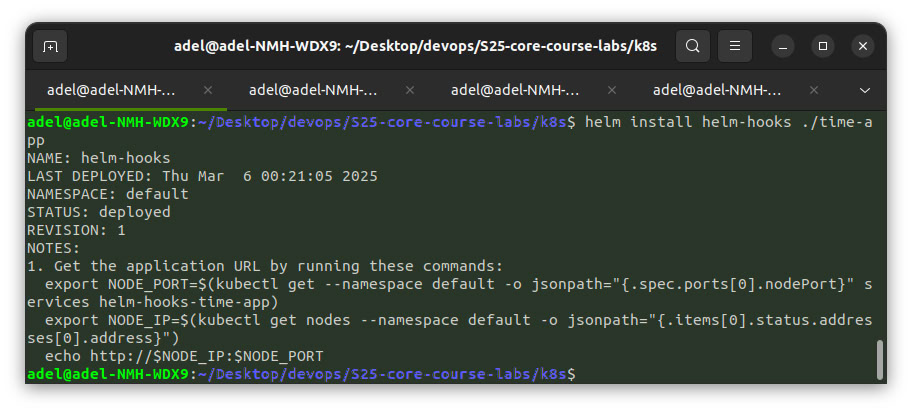 adel@adel-NMH-WDX9: ~/Desktop/devops/S25-core-course-labs/k8s
adel@adel-NMH-... × adel@adel-NMH-... × adel@adel-NMH-... × adel@adel-NMH-... ×
adel@adel-NMH-WDX9:~/Desktop/devops/S25-core-course-labs/k8s$ helm install helm-hooks ./time-a
pp
NAME: helm-hooks
LAST DEPLOYED: Thu Mar  6 00:21:05 2025
NAMESPACE: default
STATUS: deployed
REVISION: 1
NOTES:
1. Get the application URL by running these commands:
  export NODE_PORT=$(kubectl get --namespace default -o jsonpath="{.spec.ports[0].nodePort}" s
ervices helm-hooks-time-app)
  export NODE_IP=$(kubectl get nodes --namespace default -o jsonpath="{.items[0].status.addres
ses[0].address}")
  echo http://$NODE_IP:$NODE_PORT
adel@adel-NMH-WDX9:~/Desktop/devops/S25-core-course-labs/k8s$